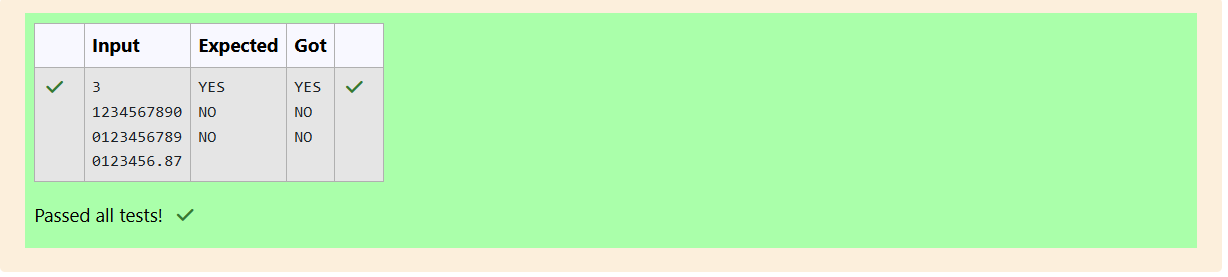 Input Expected Got
3 YES YES
1234567890 NO NO
0123456789 NO NO
0123456.87
Passed all tests!